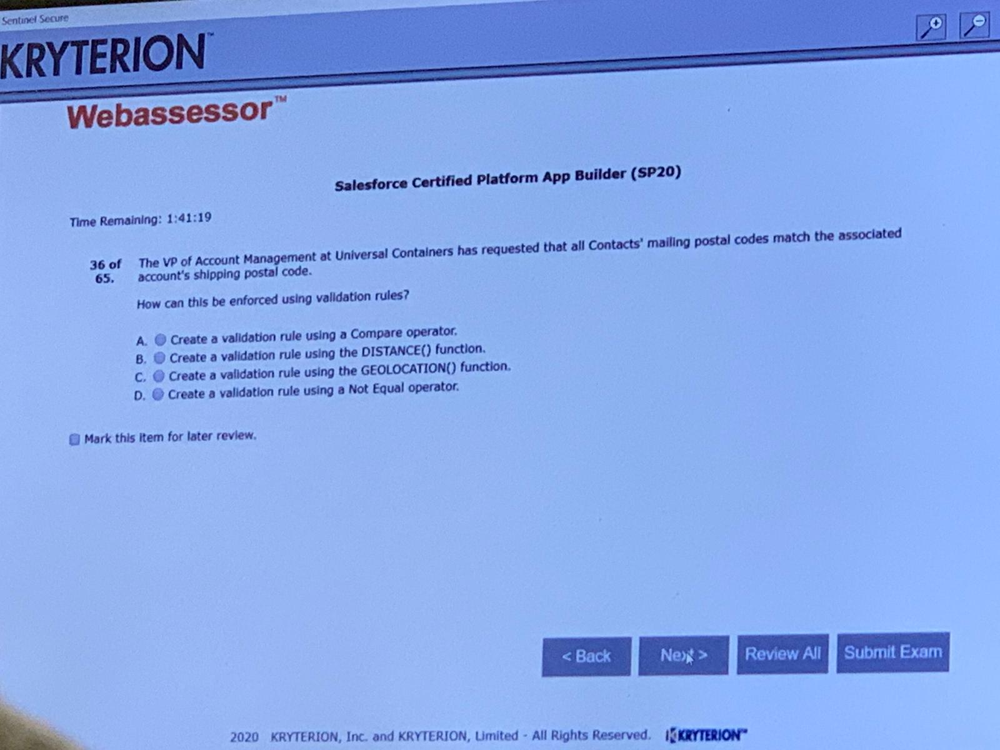 Sentinel Secure
KRYTERION™
Webassessor™
Salesforce Certified Platform App Builder (SP20)
Time Remaining: 1:41:19
36 of The VP of Account Management at Universal Containers has requested that all Contacts' mailing postal codes match the associated
65. account's shipping postal code.
How can this be enforced using validation rules?
A. Create a validation rule using a Compare operator.
B. Create a validation rule using the DISTANCE() function.
C. Create a validation rule using the GEOLOCATION() function.
D. Create a validation rule using a Not Equal operator.
Mark this item for later review.
< Back Next > Review All Submit Exam
2020 KRYTERION, Inc. and KRYTERION, Limited - All Rights Reserved. KRYTERION™